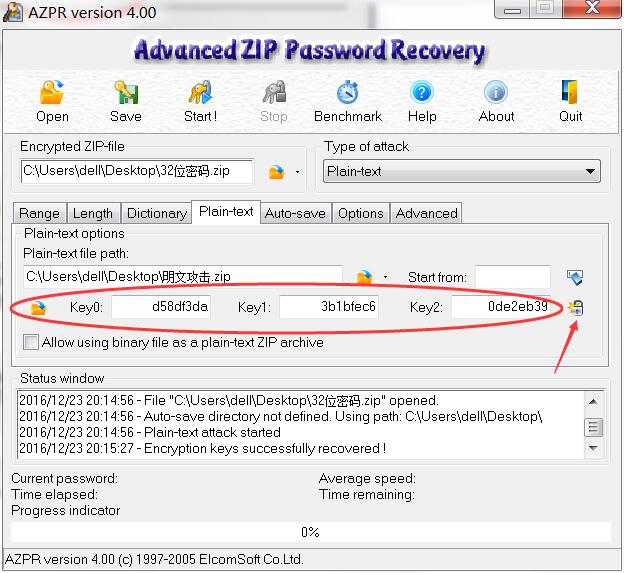 AZPR version 4.00
Advanced ZIP Password Recovery
Open Save Start! Stop Benchmark Help About Quit
Encrypted ZIP-file Type of attack
C:\Users\dell\Desktop\32位密码.zip Plain-text
Range Length Dictionary Plain-text Auto-save Options Advanced
Plain-text options
Plain-text file path:
C:\Users\dell\Desktop\明文攻击.zip Start from:
Key0: d58df3da Key1: 3b1bfec6 Key2: 0de2eb39
Allow using binary file as a plain-text ZIP archive
Status window
2016/12/23 20:14:56 - File "C:\Users\dell\Desktop\32位密码.zip" opened.
2016/12/23 20:14:56 - Auto-save directory not defined. Using path: C:\Users\dell\Desktop\
2016/12/23 20:14:56 - Plain-text attack started
2016/12/23 20:15:27 - Encryption keys successfully recovered !
Current password: Average speed:
Time elapsed: Time remaining:
Progress indicator
0%
AZPR version 4.00 (c) 1997-2005 ElcomSoft Co.Ltd.